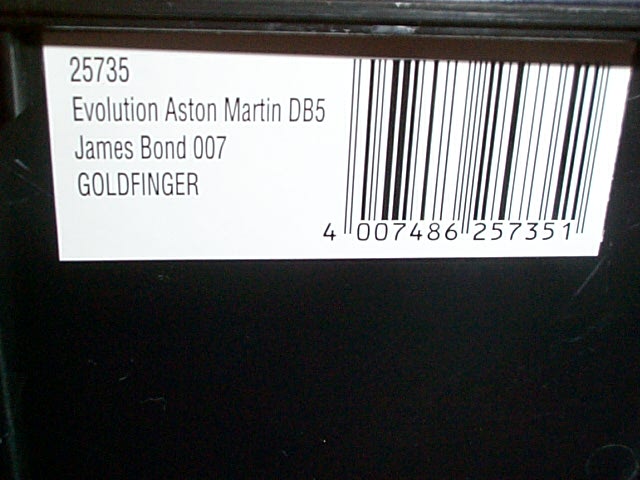 25735
Evolution Aston Martin DB5
James Bond 007
GOLDFINGER
4 007486 257351